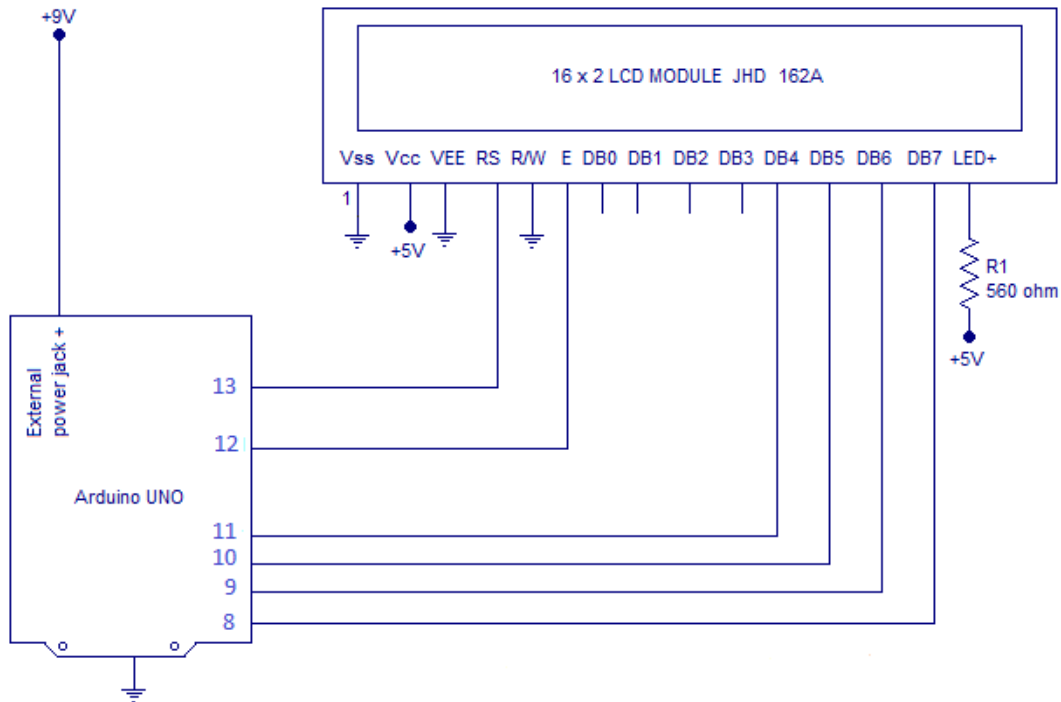 +9V
16 x 2 LCD MODULE JHD 162A
Vss Vcc VEE RS R/W E DB0 DB1 DB2 DB3 DB4 DB5 DB6 DB7 LED+
1
+5V
R1
560 ohm
+5V
External
power jack +
13
12
Arduino UNO
11
10
9
8